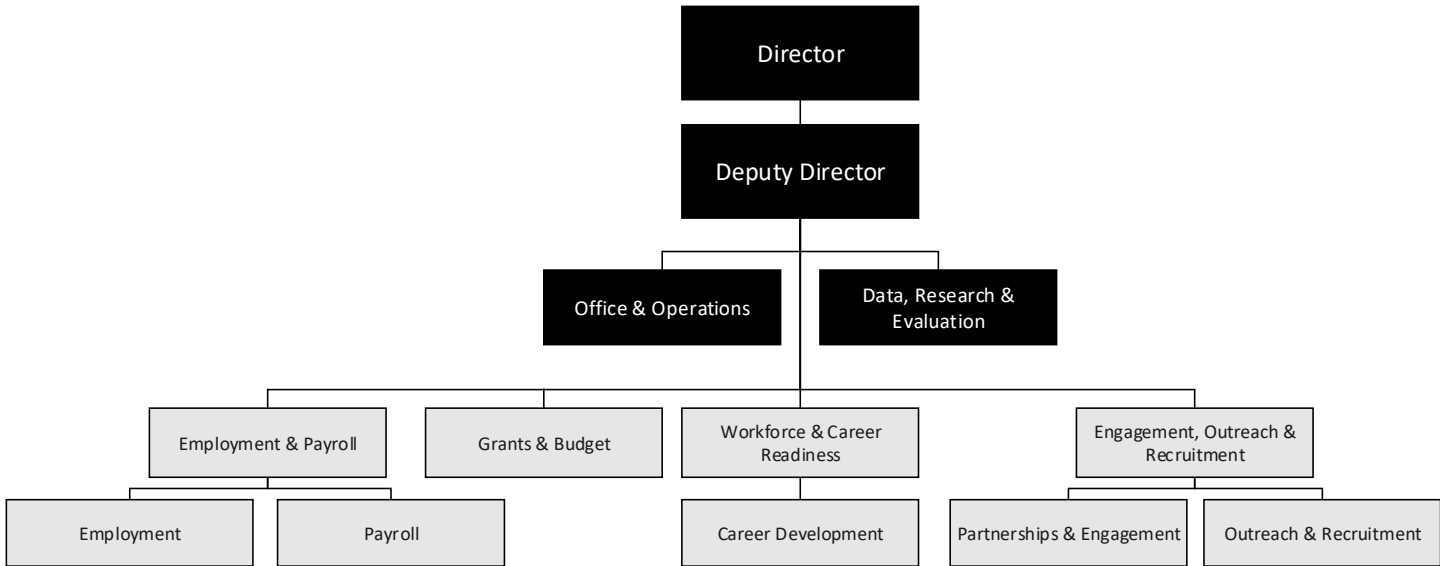 Director
Deputy Director
Office & Operations
Data, Research &
Evaluation
Employment & Payroll
Grants & Budget
Workforce & Career
Readiness
Engagement, Outreach &
Recruitment
Employment
Payroll
Career Development
Partnerships & Engagement
Outreach & Recruitment